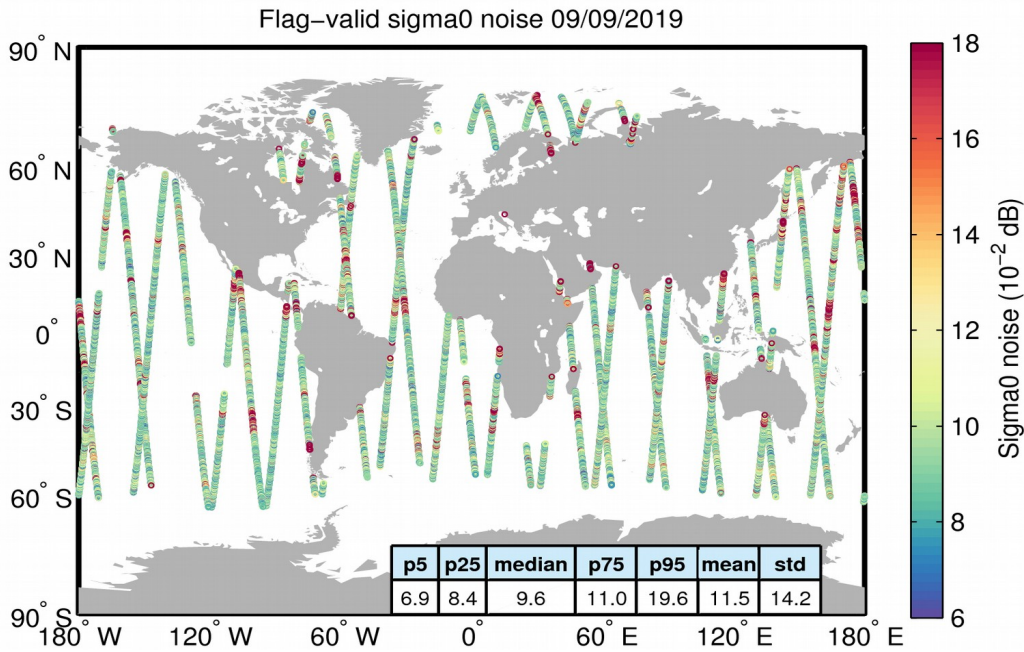 Flag−valid sigma0 noise 09/09/2019
90° N
60° N
30° N
0°
30° S
60° S
90° S
180° W 120° W 60° W 0° 60° E 120° E 180° E
p5 p25 median p75 p95 mean std
6.9 8.4 9.6 11.0 19.6 11.5 14.2
18
16
14
12
10
8
6
Sigma0 noise (10⁻² dB)